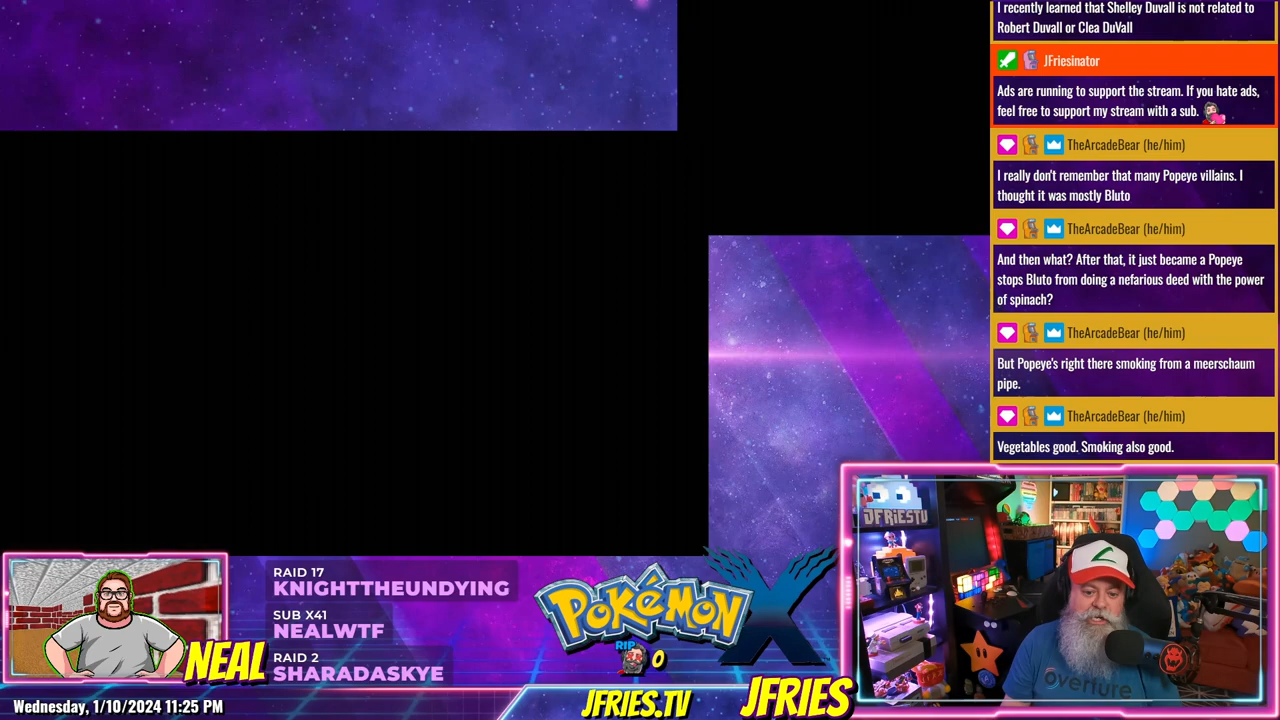 I recently learned that Shelley Duvall is not related to
Robert Duvall or Clea DuVall
JFriesinator
Ads are running to support the stream. If you hate ads,
feel free to support my stream with a sub.
TheArcadeBear (he/him)
I really don't remember that many Popeye villains. I
thought it was mostly Bluto
TheArcadeBear (he/him)
And then what? After that, it just became a Popeye
stops Bluto from doing a nefarious deed with the power
of spinach?
TheArcadeBear (he/him)
But Popeye's right there smoking from a meerschaum
pipe.
TheArcadeBear (he/him)
Vegetables good. Smoking also good.
JFRIESTV
overture
RAID 17
KNIGHTTHEUNDYING
SUB X41
NEALWTF
RAID 2
SHARADASKYE
NEAL
POKéMON X
RIP
0
JFRIES.TV
JFRIES
Wednesday, 1/10/2024 11:25 PM